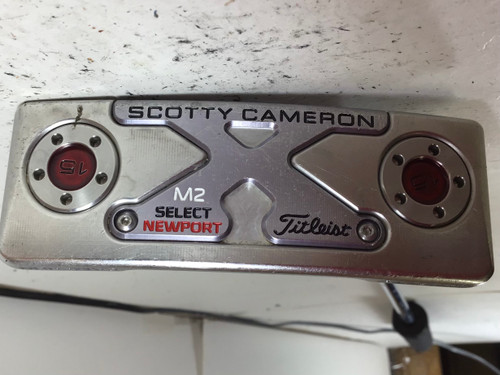 SCOTTY CAMERON
15
M2
SELECT
NEWPORT
Titleist